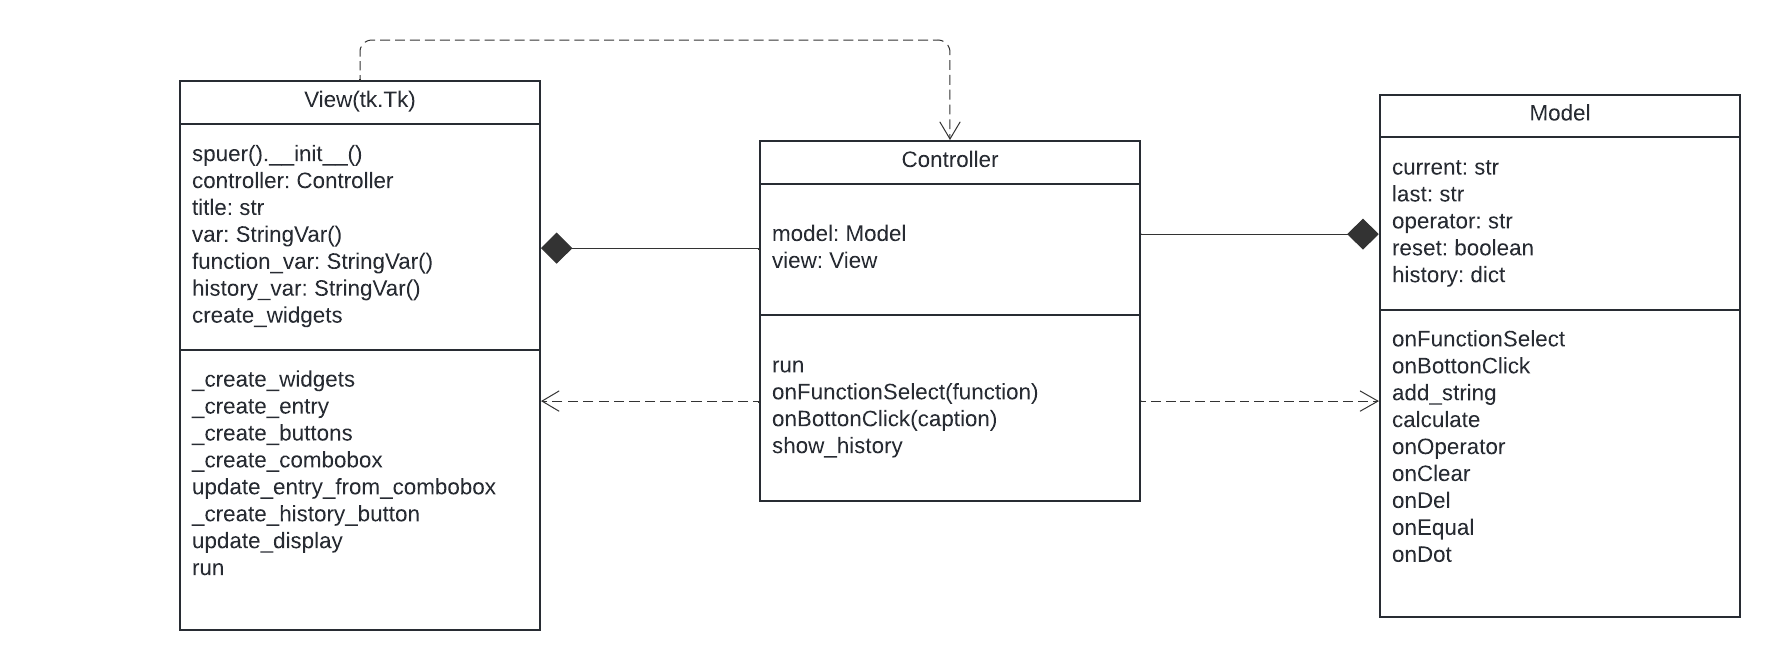 View(tk.Tk)
spuer().__init__()
controller: Controller
title: str
var: StringVar()
function_var: StringVar()
history_var: StringVar()
create_widgets
_create_widgets
_create_entry
_create_buttons
_create_combobox
update_entry_from_combobox
_create_history_button
update_display
run
Controller
model: Model
view: View
run
onFunctionSelect(function)
onBottonClick(caption)
show_history
Model
current: str
last: str
operator: str
reset: boolean
history: dict
onFunctionSelect
onBottonClick
add_string
calculate
onOperator
onClear
onDel
onEqual
onDot